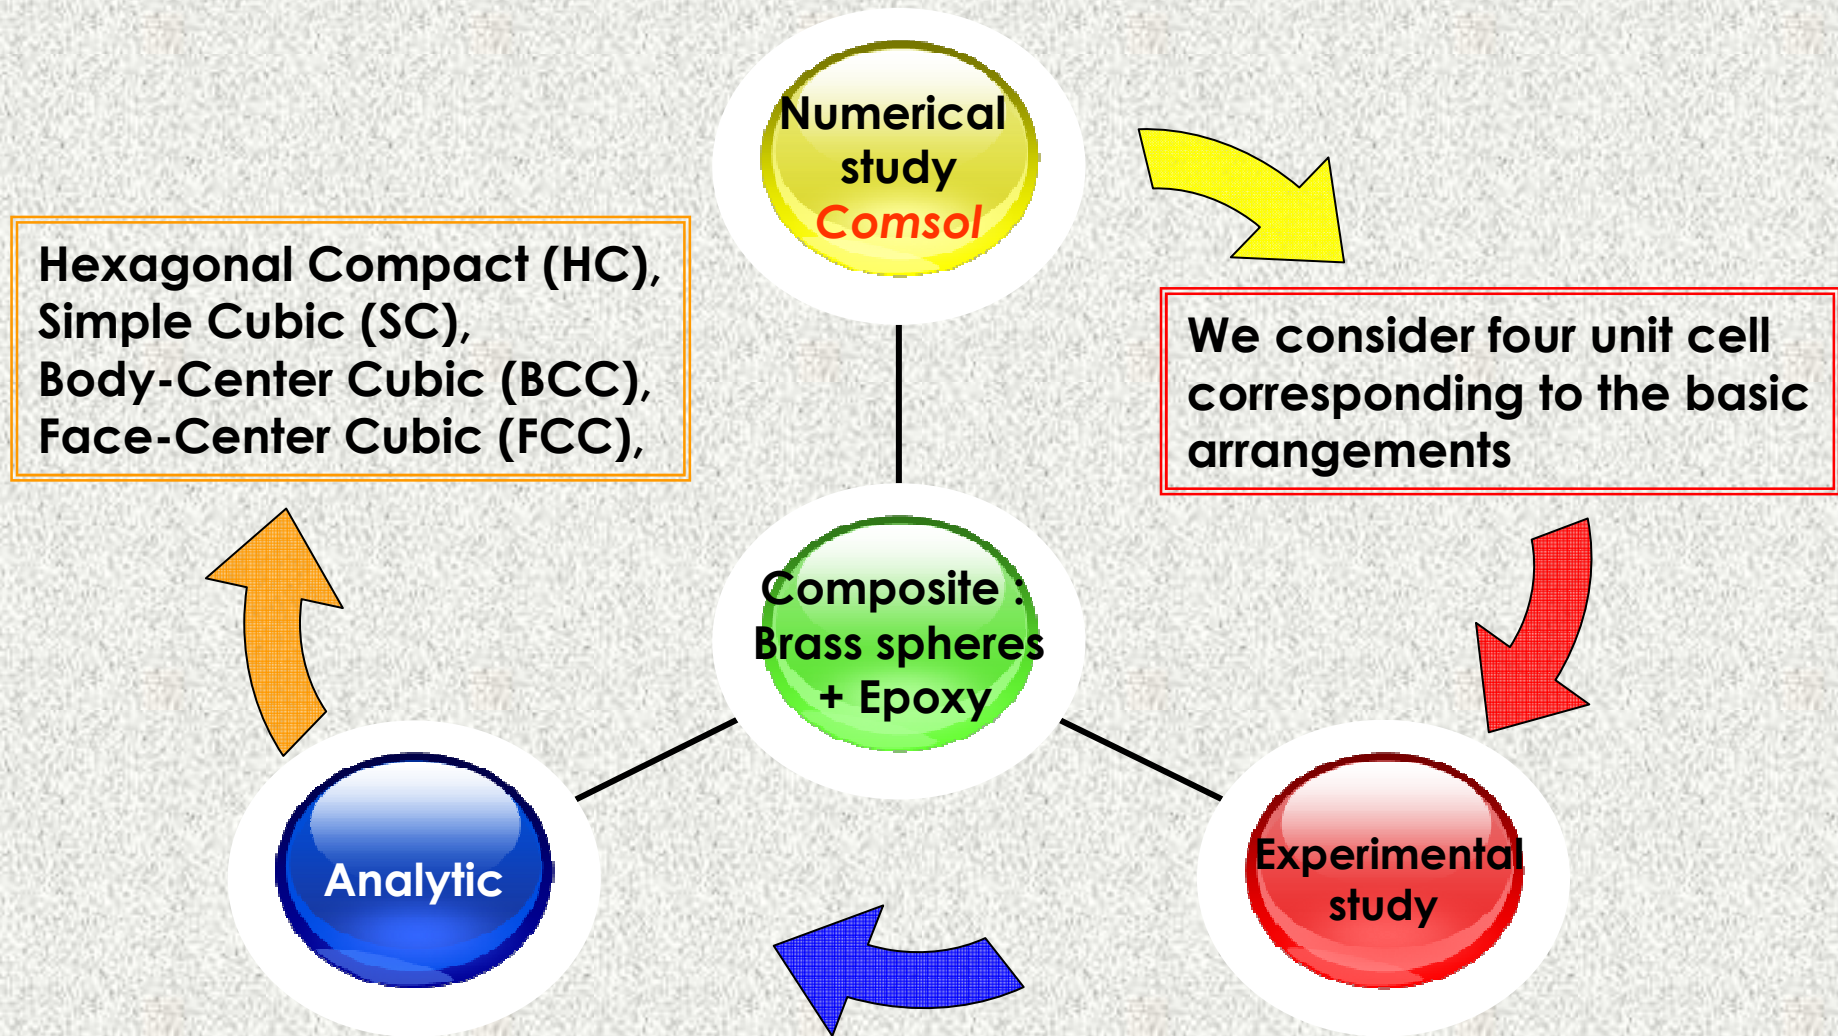 Numerical
study
Comsol
Hexagonal Compact (HC),
Simple Cubic (SC),
Body-Center Cubic (BCC),
Face-Center Cubic (FCC),
We consider four unit cell
corresponding to the basic
arrangements
Composite :
Brass spheres
+ Epoxy
Analytic
Experimental
study